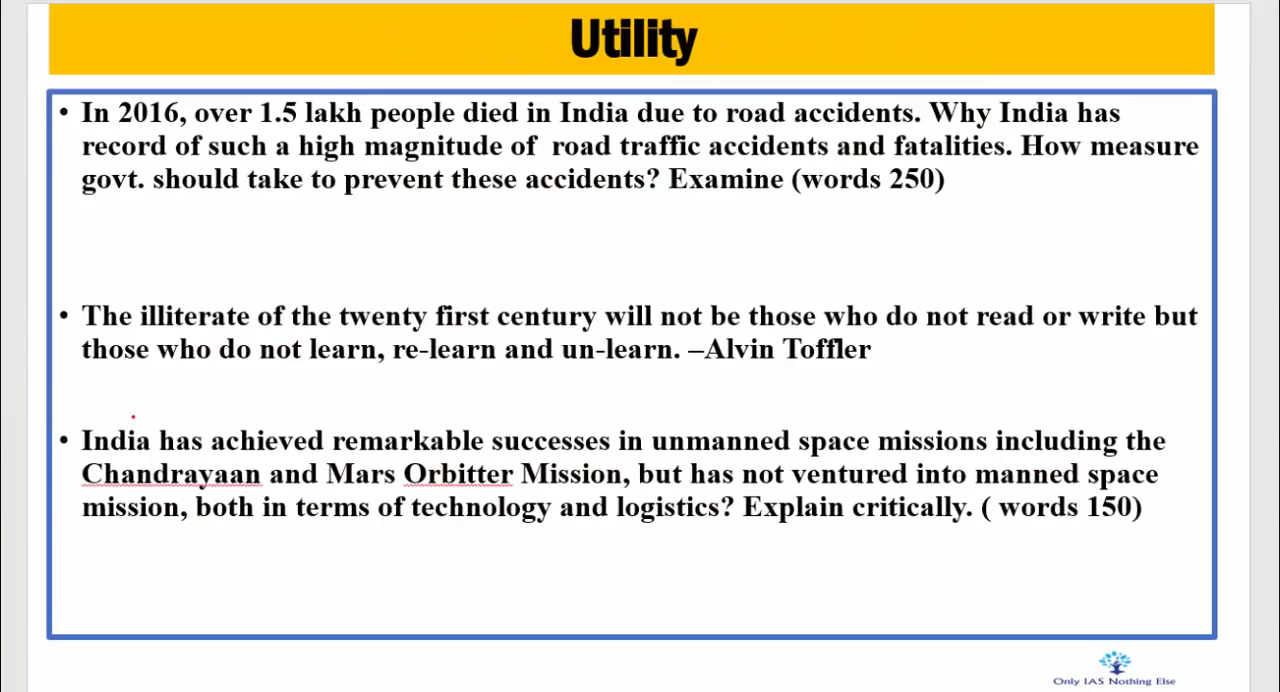 Utility
• In 2016, over 1.5 lakh people died in India due to road accidents. Why India has
record of such a high magnitude of road traffic accidents and fatalities. How measure
govt. should take to prevent these accidents? Examine (words 250)
• The illiterate of the twenty first century will not be those who do not read or write but
those who do not learn, re-learn and un-learn. –Alvin Toffler
• India has achieved remarkable successes in unmanned space missions including the
Chandrayaan and Mars Orbitter Mission, but has not ventured into manned space
mission, both in terms of technology and logistics? Explain critically. ( words 150)
Only IAS Nothing Else